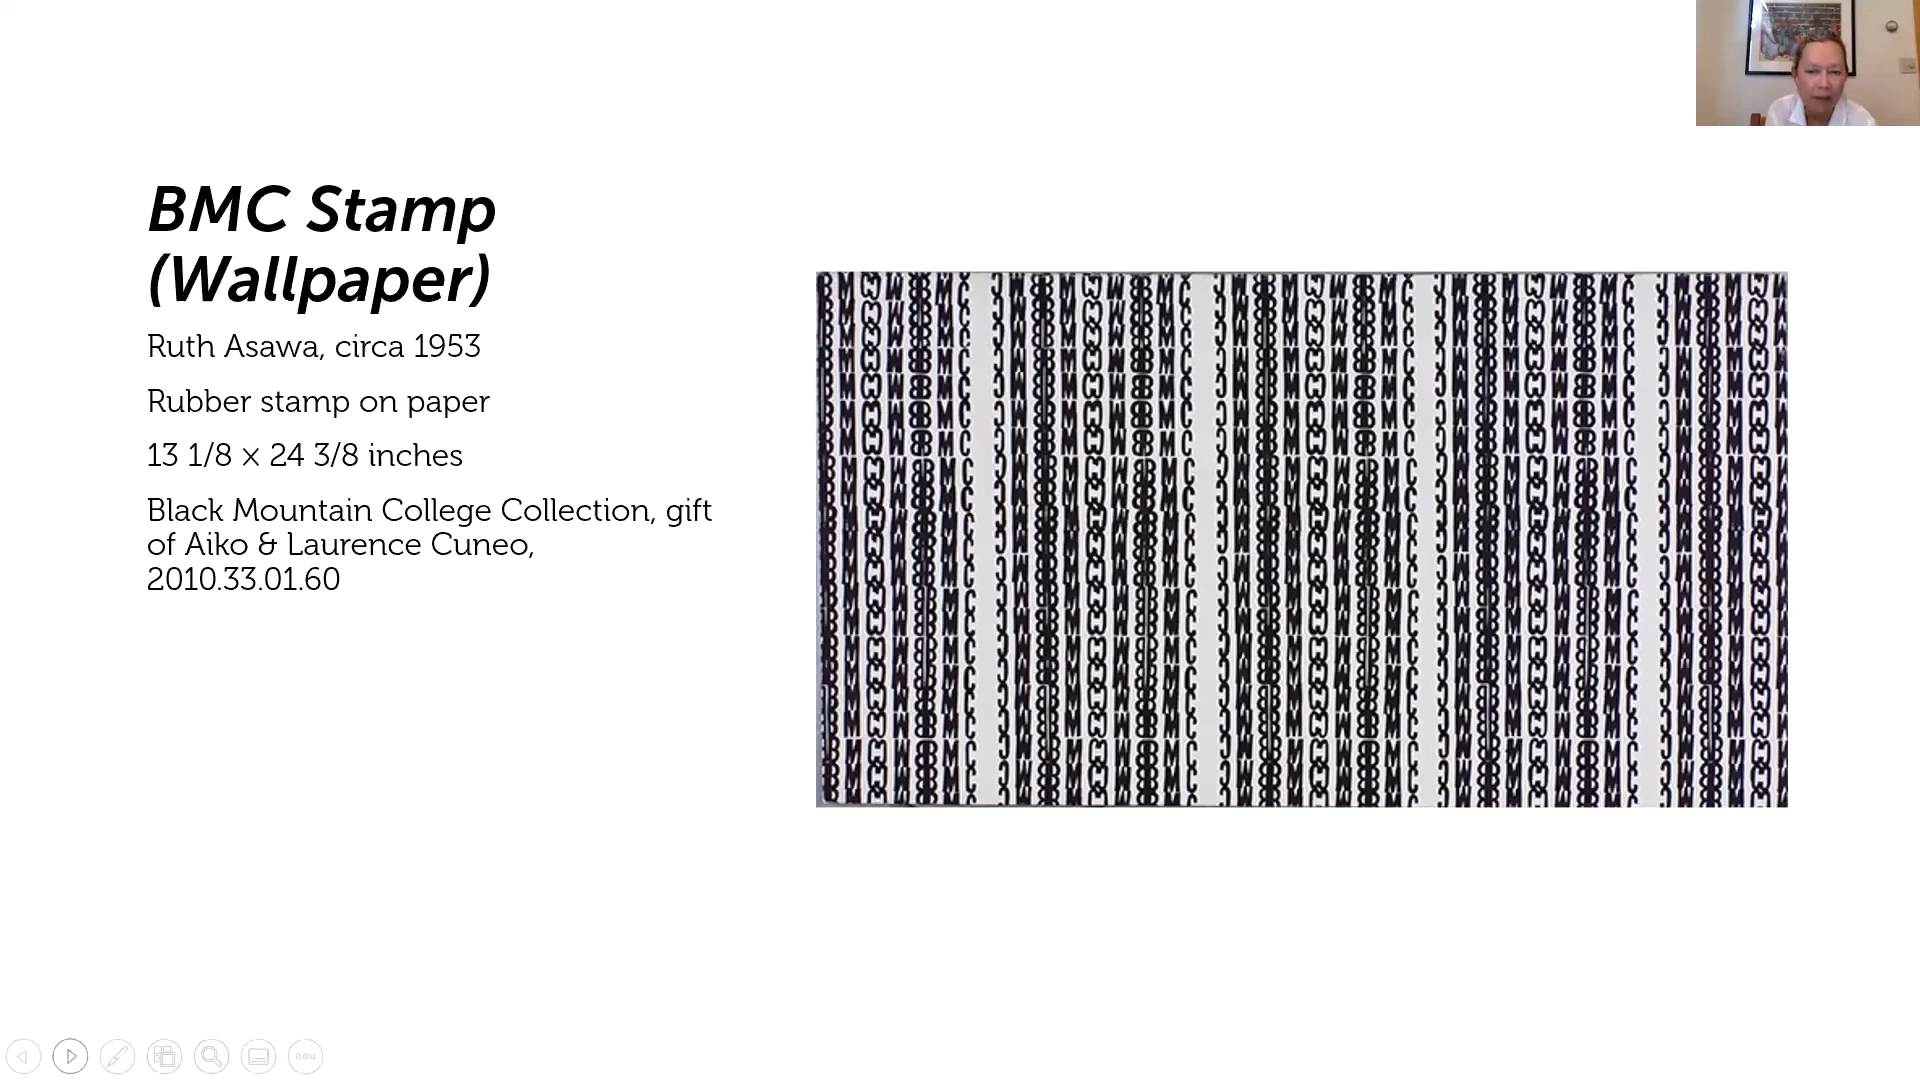 BMC Stamp
(Wallpaper)
Ruth Asawa, circa 1953
Rubber stamp on paper
13 1/8 × 24 3/8 inches
Black Mountain College Collection, gift
of Aiko & Laurence Cuneo,
2010.33.01.60